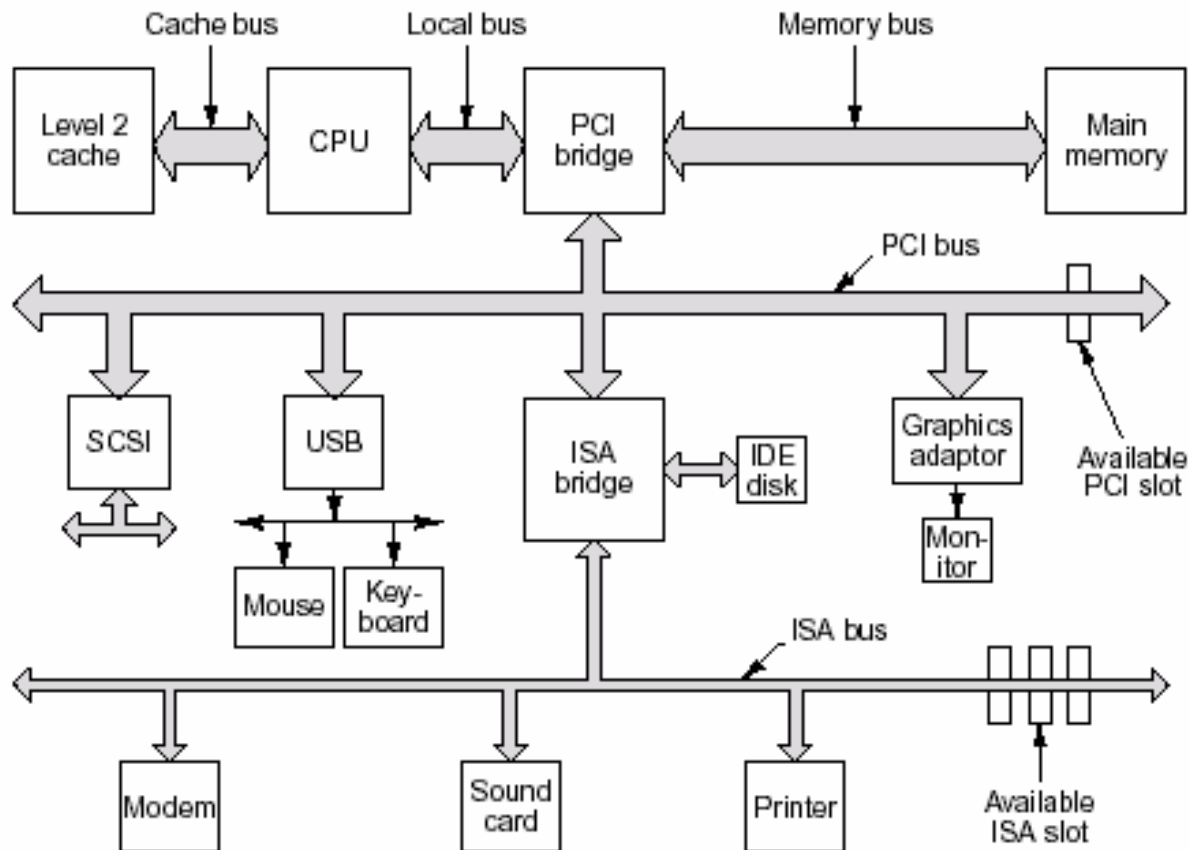 Cache bus
Local bus
Memory bus
Level 2
cache
CPU
PCI
bridge
Main
memory
PCI bus
SCSI
USB
ISA
bridge
IDE
disk
Graphics
adaptor
Available
PCI slot
Mon-
itor
Mouse
Key-
board
ISA bus
Modem
Sound
card
Printer
Available
ISA slot